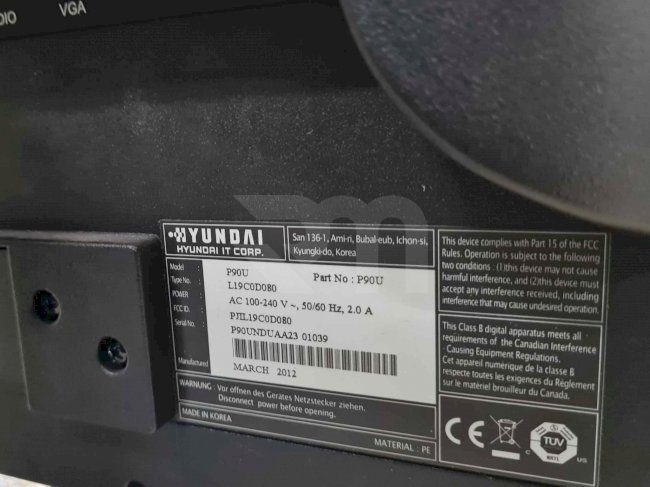 VGA
HYUNDAI
HYUNDAI IT CORP.
San 136-1, Ami-ri, Bubal-eub, Ichon-si,
Kyungki-do, Korea
Model : P90U Part No : P90U
Type No. : L19C0D080
POWER : AC 100-240 V ~, 50/60 Hz, 2.0 A
FCC ID. : PJIL19C0D080
Serial No. : P90UNDUAA23 01039
Manufactured : MARCH 2012
WARNING : Vor öffnen des Gerates Netzstecker ziehen.
Disconnect power before opening.
MADE IN KOREA
MATERIAL : PE
This device complies with Part 15 of the FCC
Rules. Operation is subject to the following
two conditions : (1)this device may not cause
harmful interference, and (2)this device must
accept any interference received, including
interference that may cause undesired operation.
This Class B digital apparatus meets all
requirements of the Canadian Interference
- Causing Equipment Regulations.
Cet appareil numerique de la classe B
respecte toutes les exigences du Règlement
sur le matériel brouilleur du Canada.
CE
TÜV
NRTL
C US